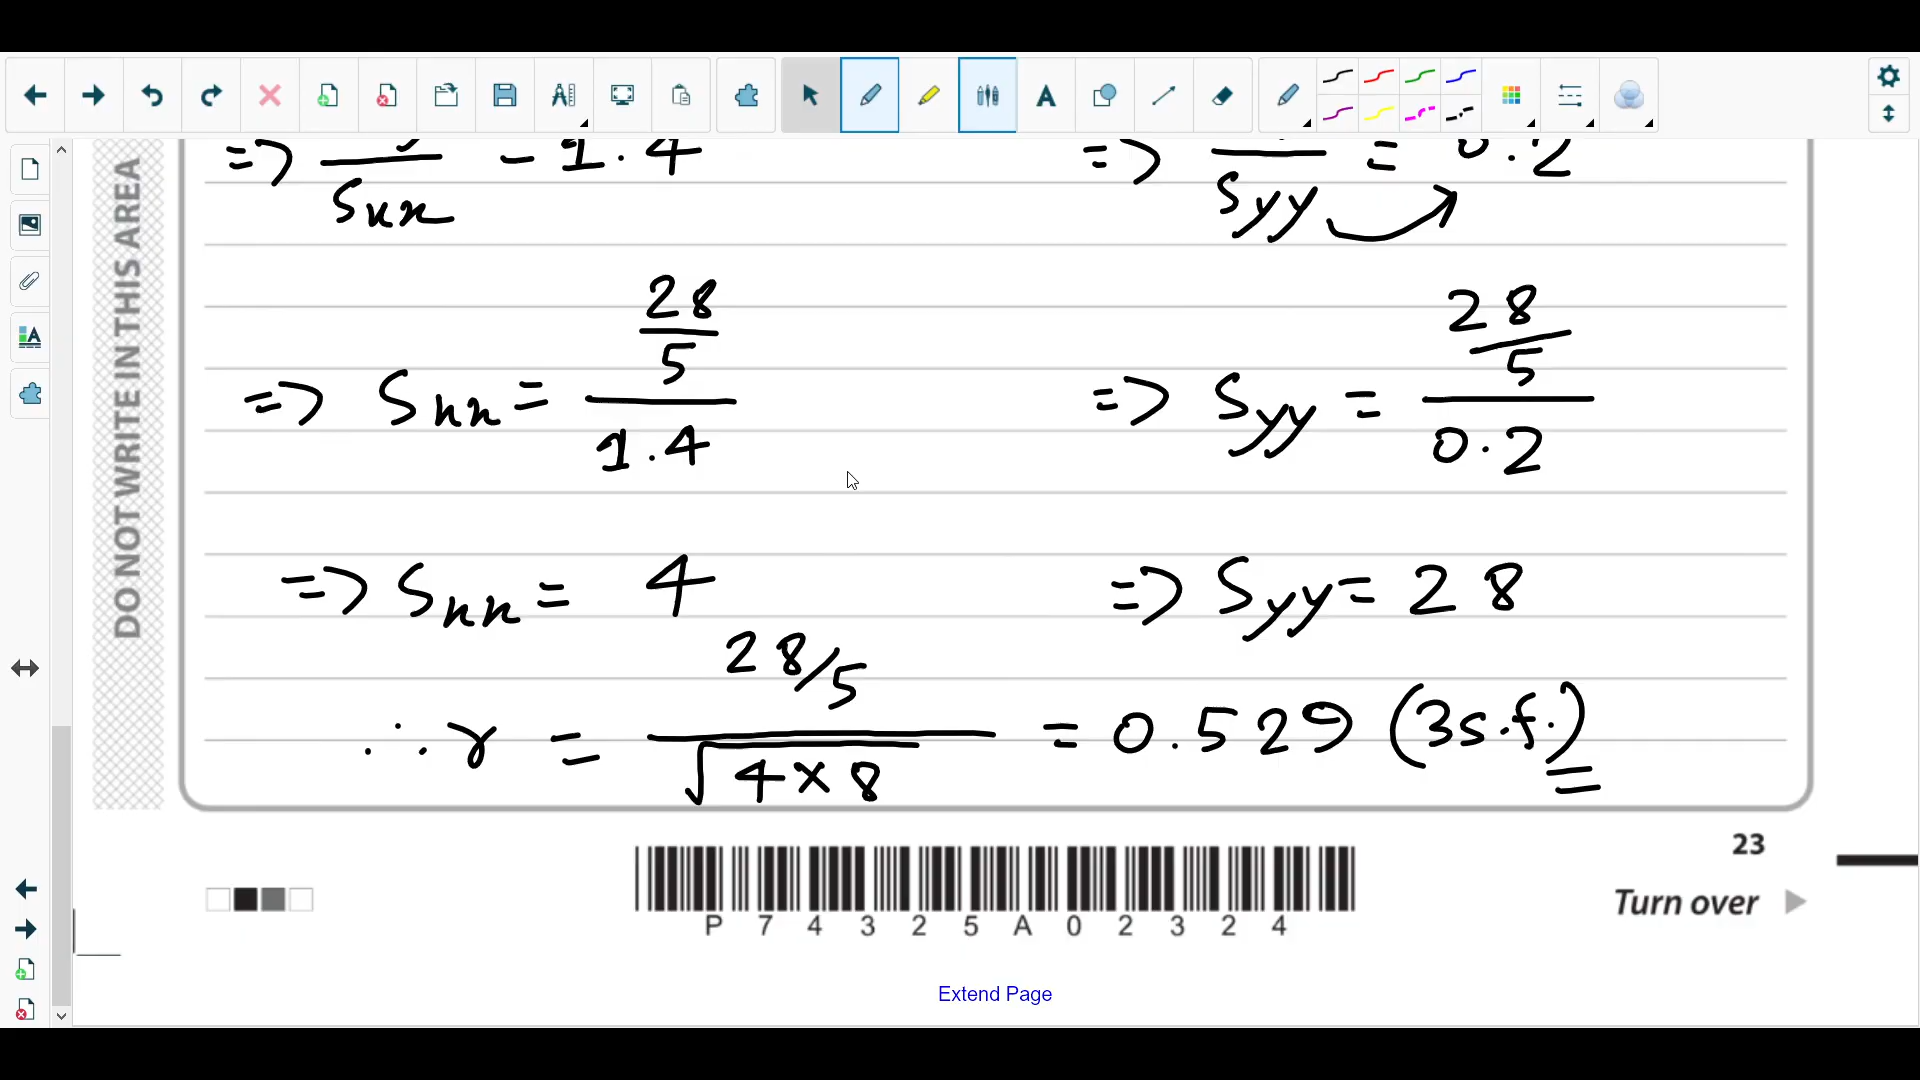 DO NOT WRITE IN THIS AREA
=> /Sxx = 1.4
=> /Syy = 0.2
=> Sxx = 28/5 / 1.4
=> Syy = 28/5 / 0.2
=> Sxx = 4
=> Syy = 28
∴ r = 28/5 / √4×8 = 0.529 (3s.f.)
23
P 7 4 3 2 5 A 0 2 3 2 4
Turn over
Extend Page